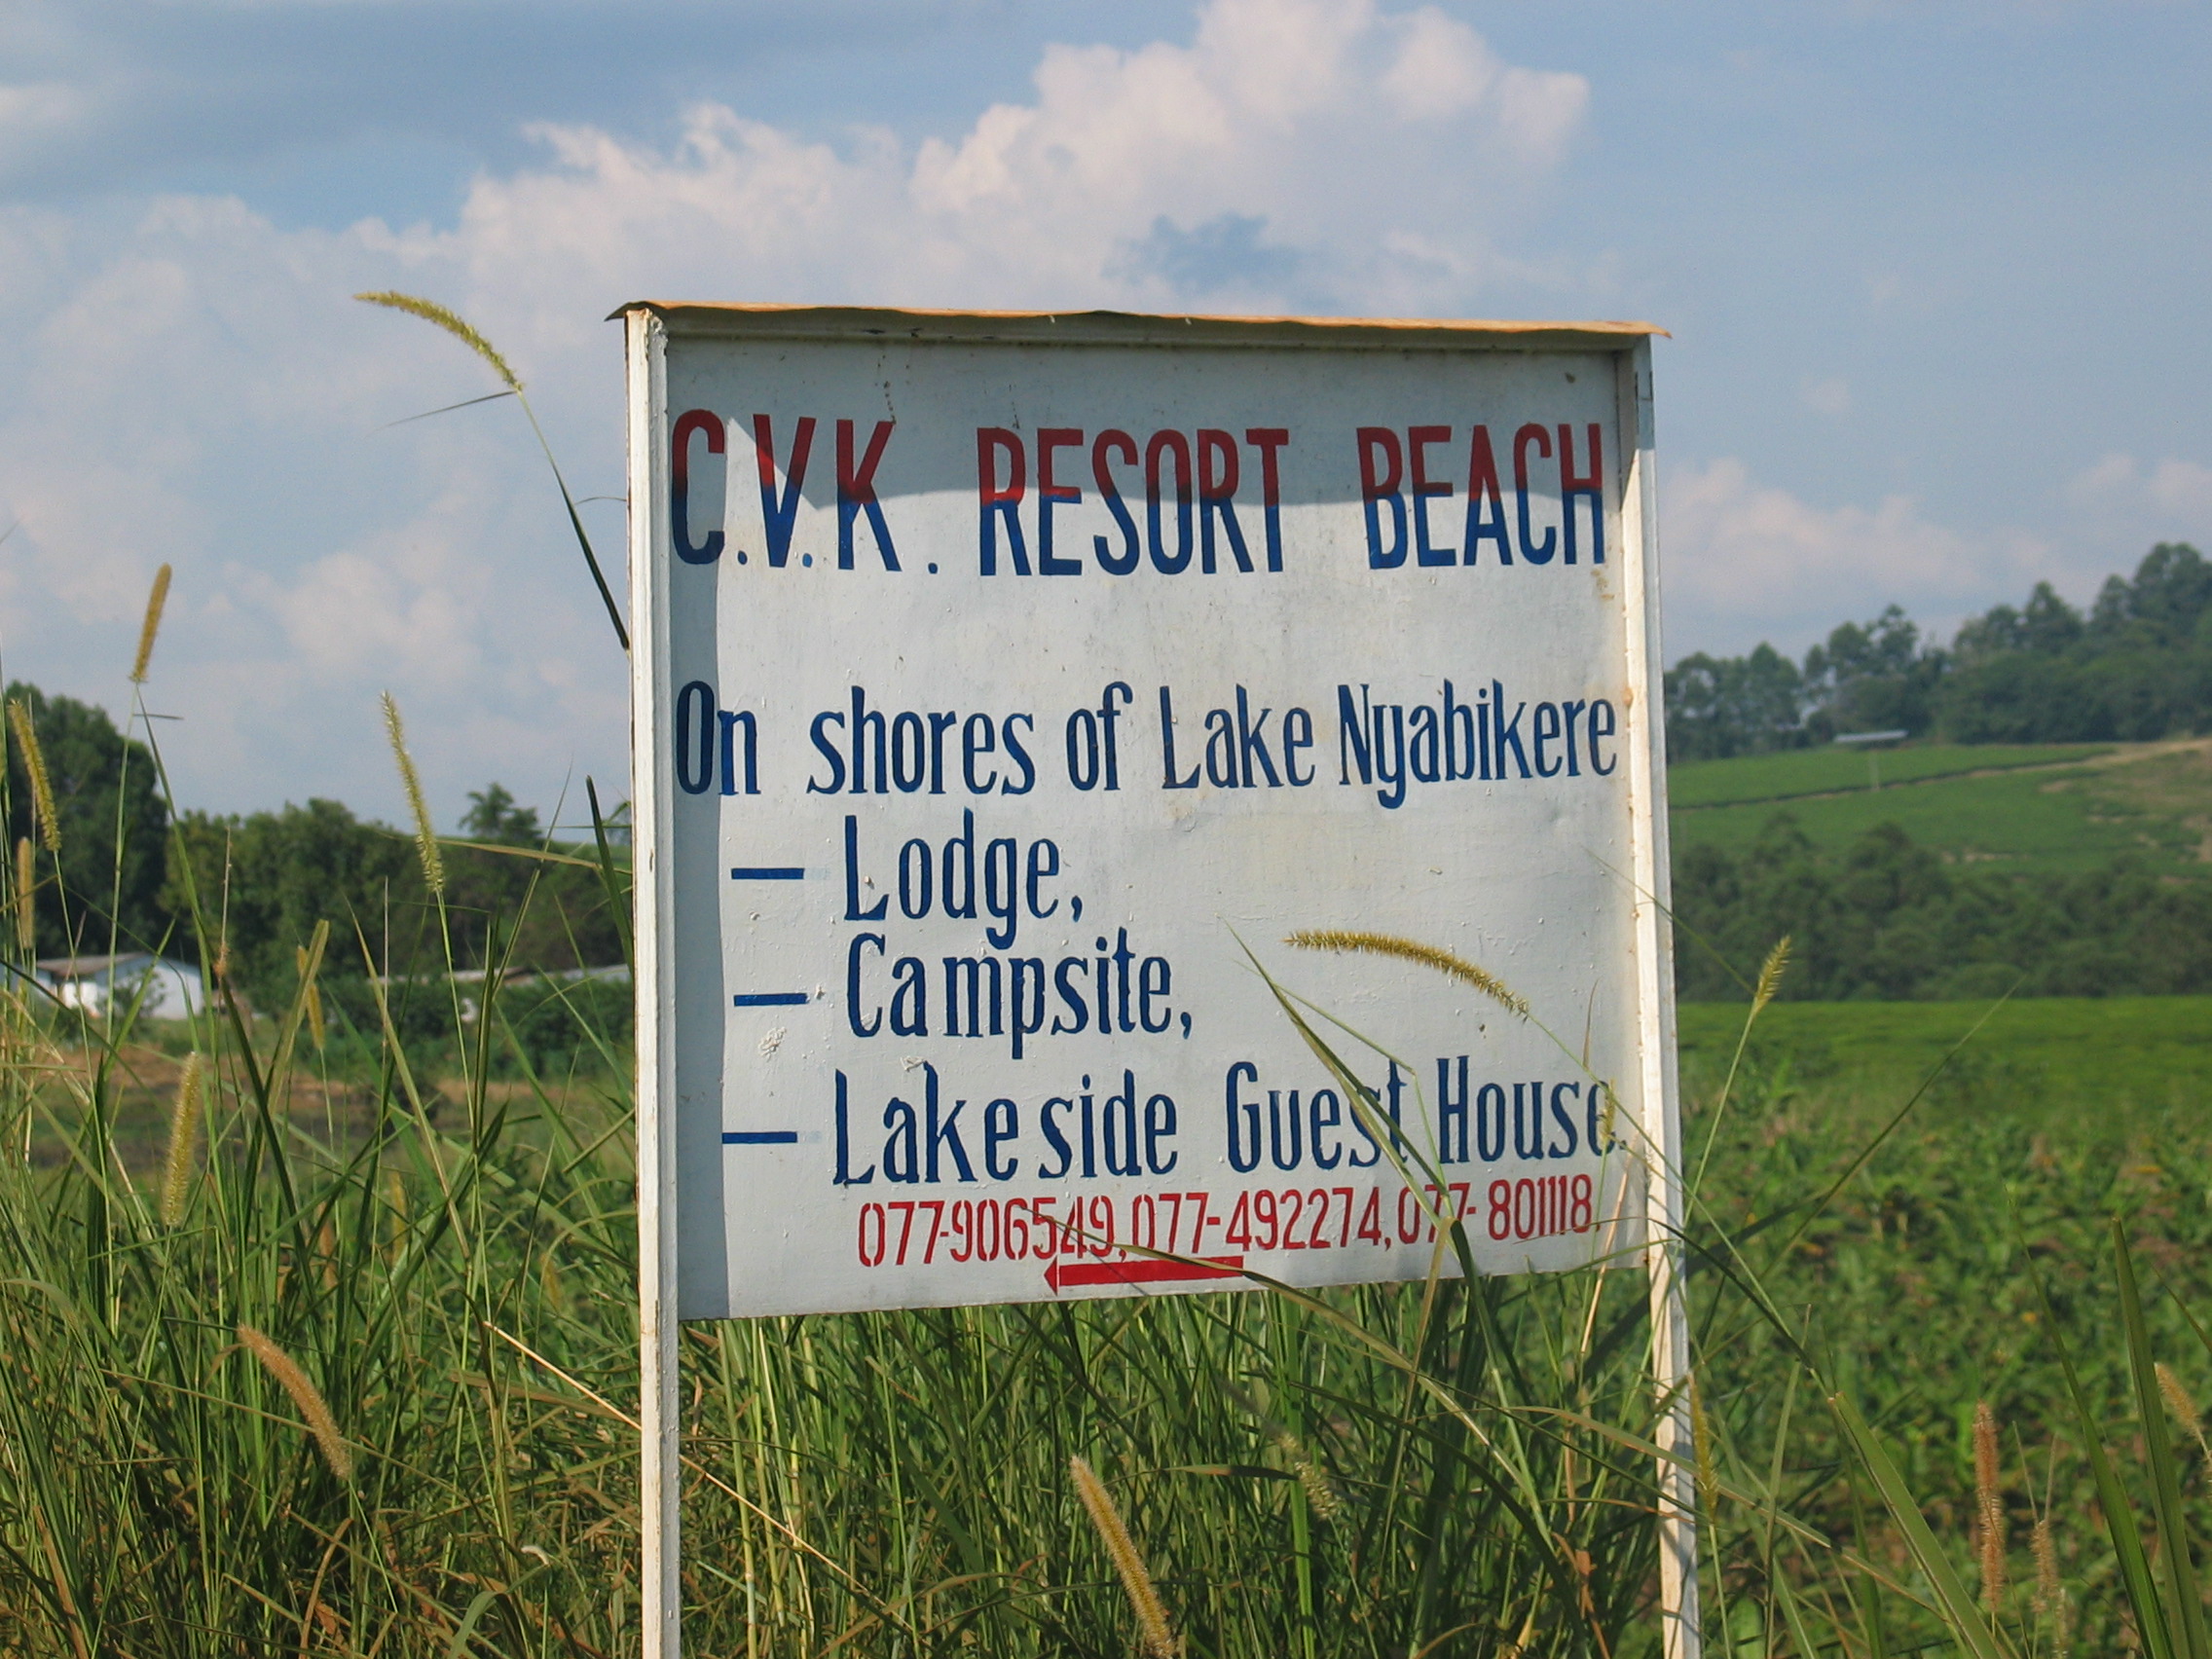 C.V.K. RESORT BEACH
On shores of Lake Nyabikere
- Lodge,
- Campsite,
- Lakeside Guest House.
077-906549, 077-492274, 077-801118